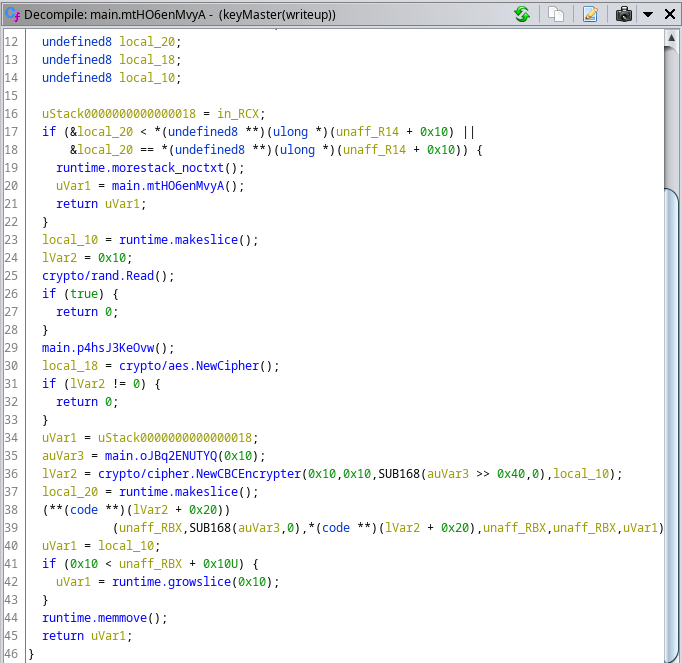 Decompile: main.mtHO6enMvyA - (keyMaster(writeup))
12 undefined8 local_20;
13 undefined8 local_18;
14 undefined8 local_10;
15
16 uStack0000000000000018 = in_RCX;
17 if (&local_20 < *(undefined8 **)(ulong *)(unaff_R14 + 0x10) ||
18 &local_20 == *(undefined8 **)(ulong *)(unaff_R14 + 0x10)) {
19 runtime.morestack_noctxt();
20 uVar1 = main.mtHO6enMvyA();
21 return uVar1;
22 }
23 local_10 = runtime.makeslice();
24 lVar2 = 0x10;
25 crypto/rand.Read();
26 if (true) {
27 return 0;
28 }
29 main.p4hsJ3KeOvw();
30 local_18 = crypto/aes.NewCipher();
31 if (lVar2 != 0) {
32 return 0;
33 }
34 uVar1 = uStack0000000000000018;
35 auVar3 = main.oJBq2ENUTYQ(0x10);
36 lVar2 = crypto/cipher.NewCBCEncrypter(0x10,0x10,SUB168(auVar3 >> 0x40,0),local_10);
37 local_20 = runtime.makeslice();
38 (**(code **)(lVar2 + 0x20))
39 (unaff_RBX,SUB168(auVar3,0),*(code **)(lVar2 + 0x20),unaff_RBX,unaff_RBX,uVar1)
40 uVar1 = local_10;
41 if (0x10 < unaff_RBX + 0x10U) {
42 uVar1 = runtime.growslice(0x10);
43 }
44 runtime.memmove();
45 return uVar1;
46 }